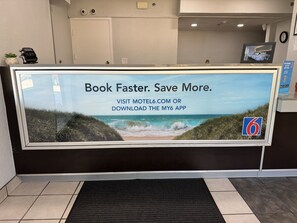 Book Faster. Save More.
VISIT MOTEL6.COM OR
DOWNLOAD THE MY6 APP
6